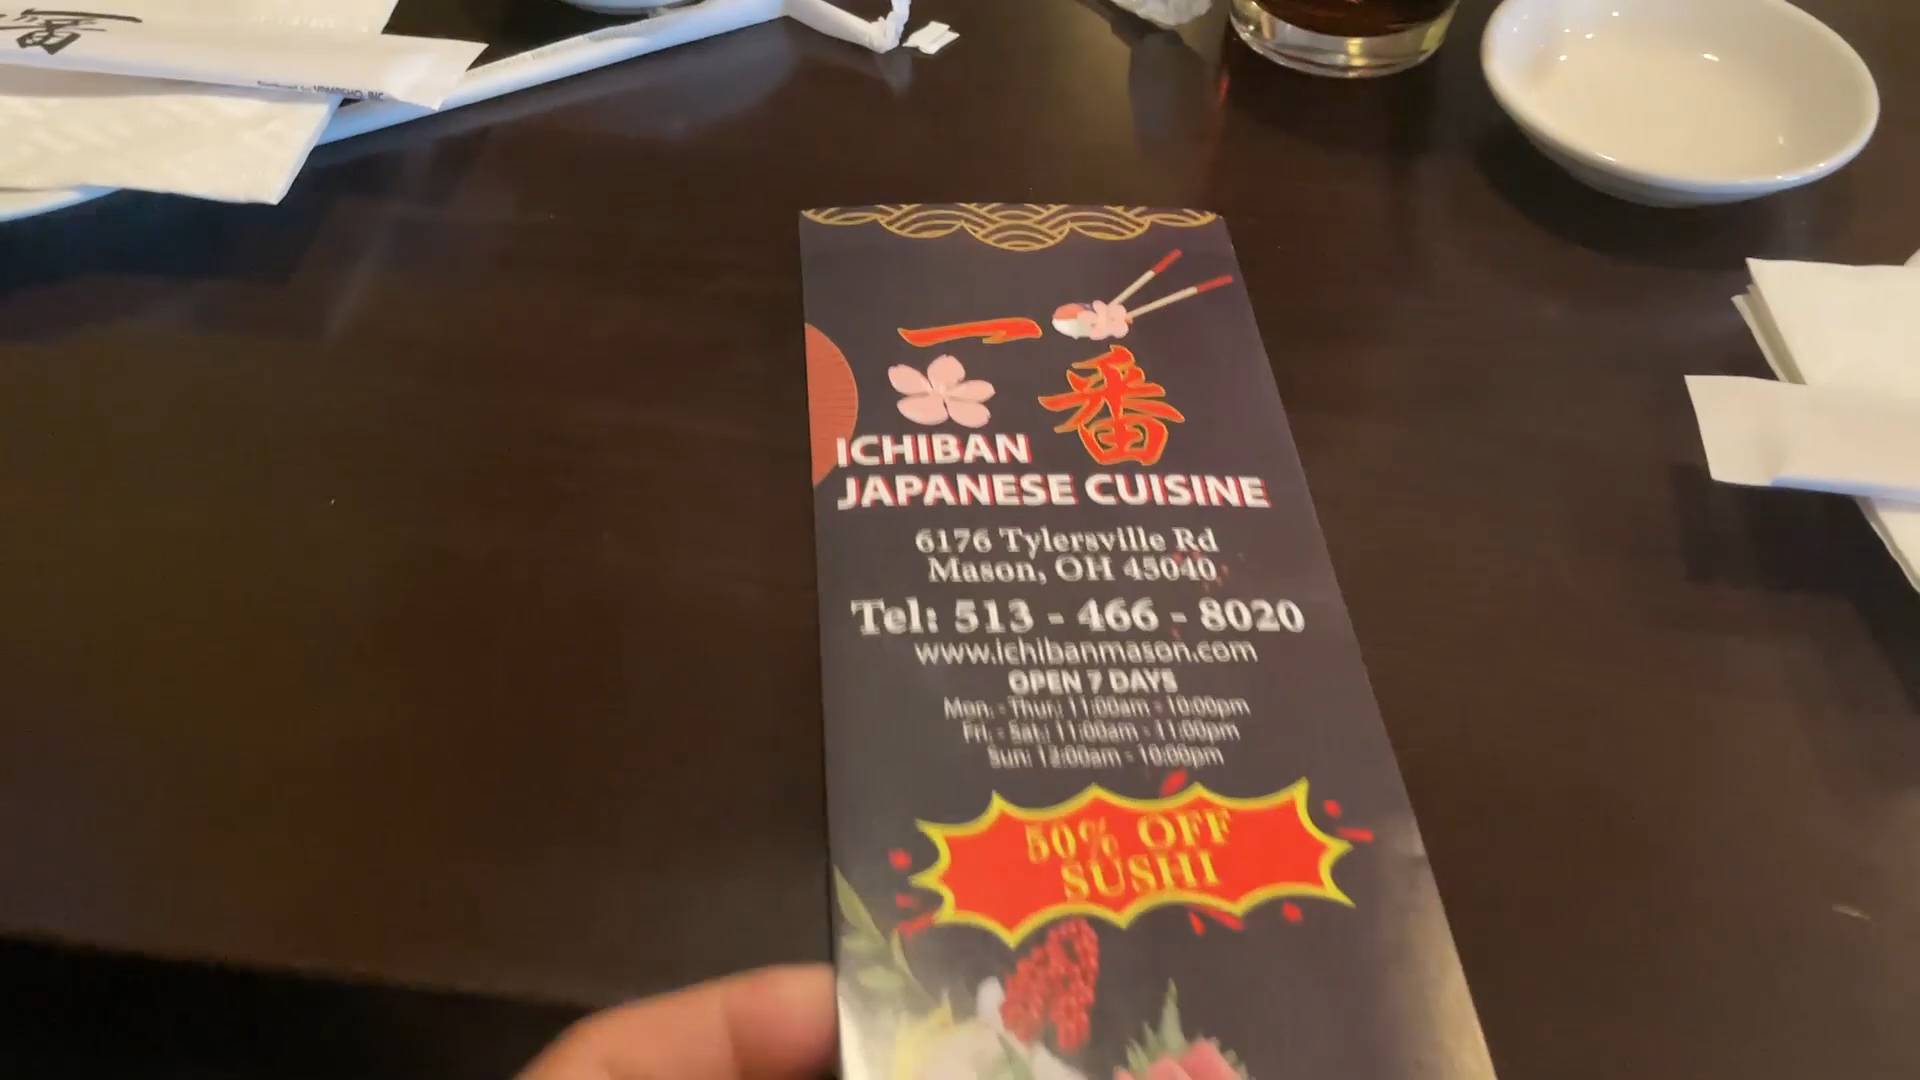 一番
ICHIBAN
JAPANESE CUISINE
6176 Tylersville Rd
Mason, OH 45040
Tel: 513 - 466 - 8020
www.ichibanmason.com
OPEN 7 DAYS
Mon. - Thur.: 11:00am - 10:00pm
Fri. - Sat.: 11:00am - 11:00pm
Sun: 12:00am - 10:00pm
50% OFF
SUSHI